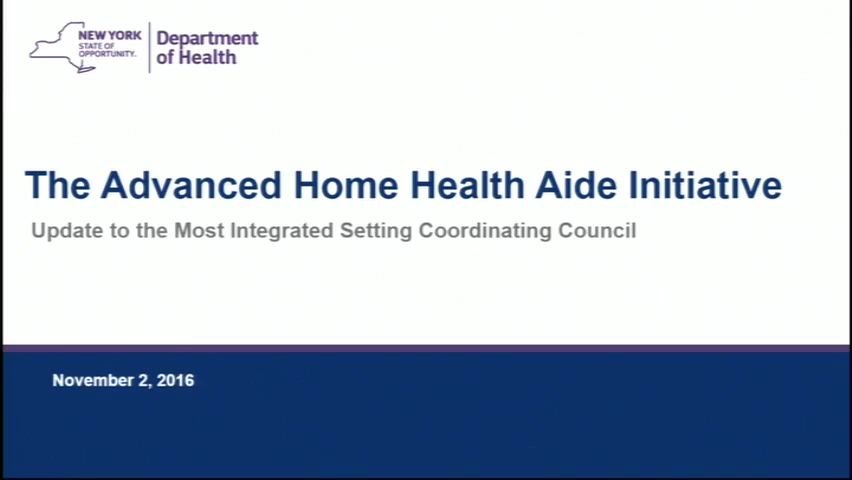 NEW YORK
STATE OF
OPPORTUNITY.
Department
of Health
The Advanced Home Health Aide Initiative
Update to the Most Integrated Setting Coordinating Council
November 2, 2016